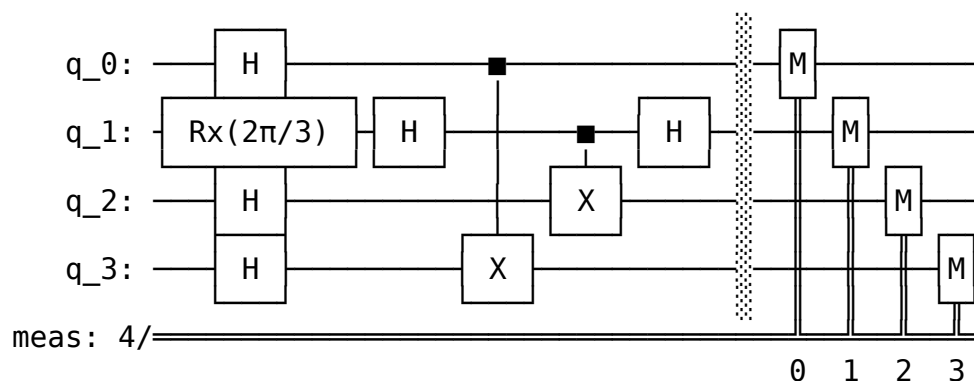 q_0: H M
q_1: Rx(2π/3) H H M
q_2: H X M
q_3: H X M
meas: 4/
0 1 2 3